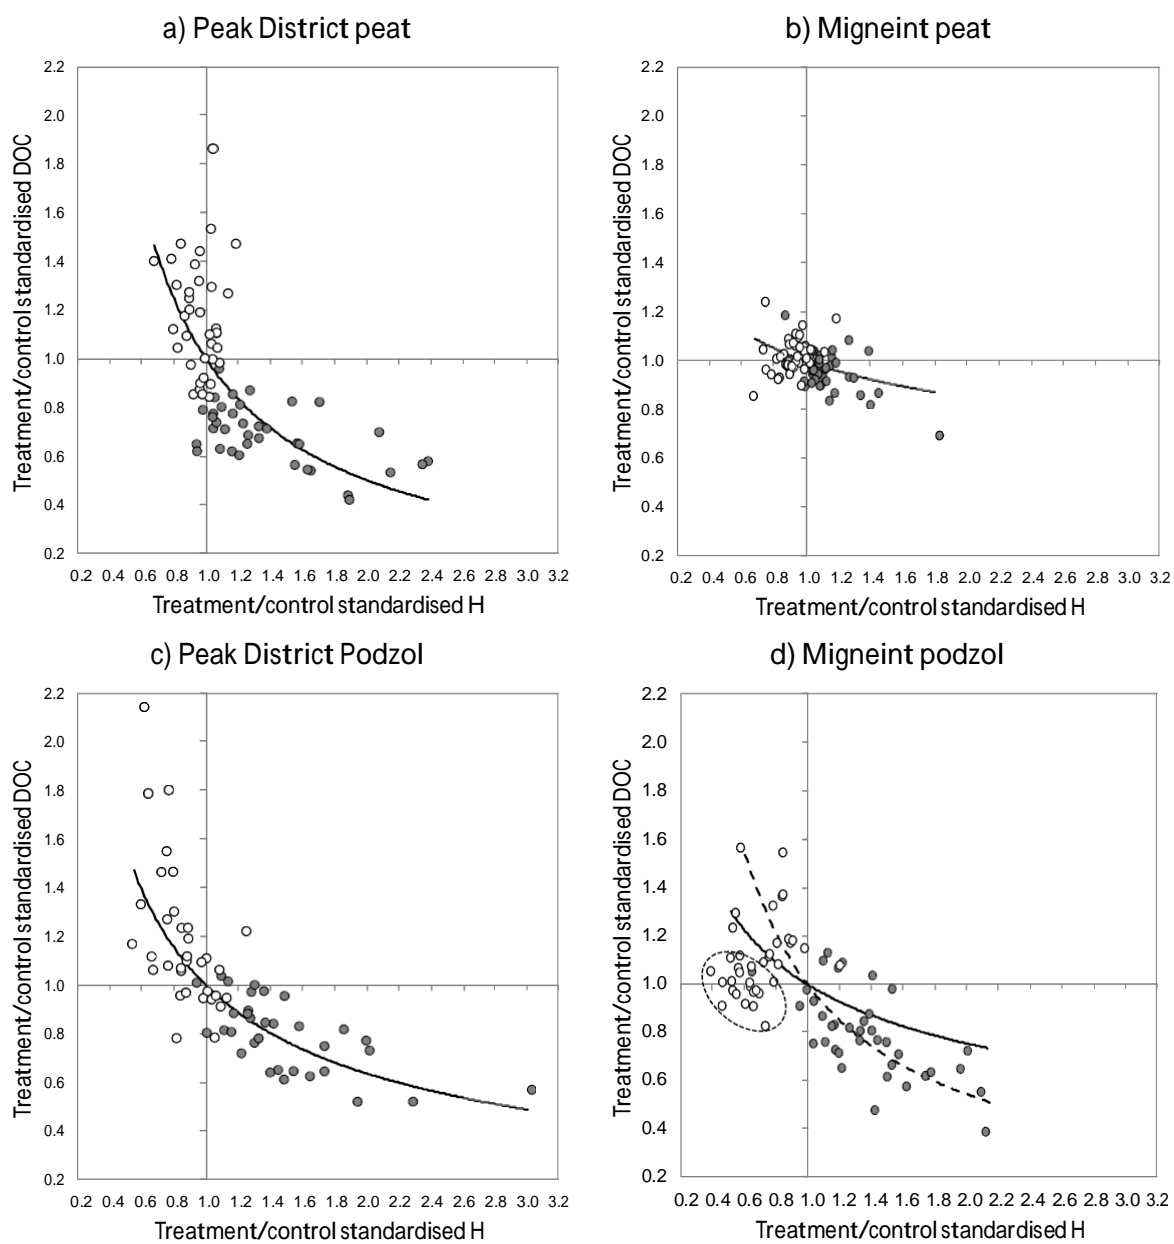 a) Peak District peat
2.2
2.0
1.8
1.6
1.4
1.2
1.0
0.8
0.6
0.4
0.2
Treatment/control standardised DOC
0.2 0.4 0.6 0.8 1.0 1.2 1.4 1.6 1.8 2.0 2.2 2.4 2.6 2.8 3.0 3.2
Treatment/control standardised H
b) Migneint peat
2.2
2.0
1.8
1.6
1.4
1.2
1.0
0.8
0.6
0.4
0.2
Treatment/control standardised DOC
0.2 0.4 0.6 0.8 1.0 1.2 1.4 1.6 1.8 2.0 2.2 2.4 2.6 2.8 3.0 3.2
Treatment/control standardised H
c) Peak District Podzol
2.2
2.0
1.8
1.6
1.4
1.2
1.0
0.8
0.6
0.4
0.2
Treatment/control standardised DOC
0.2 0.4 0.6 0.8 1.0 1.2 1.4 1.6 1.8 2.0 2.2 2.4 2.6 2.8 3.0 3.2
Treatment/control standardised H
d) Migneint podzol
2.2
2.0
1.8
1.6
1.4
1.2
1.0
0.8
0.6
0.4
0.2
Treatment/control standardised DOC
0.2 0.4 0.6 0.8 1.0 1.2 1.4 1.6 1.8 2.0 2.2 2.4 2.6 2.8 3.0 3.2
Treatment/control standardised H